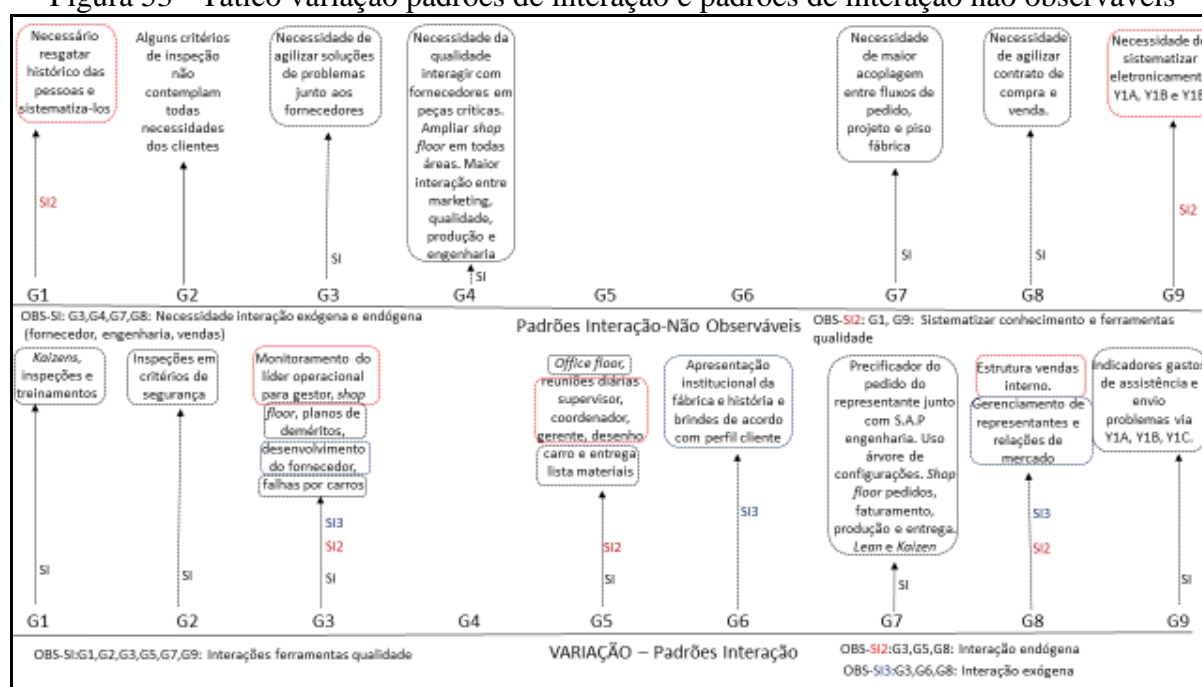 Figura 53 – Tático variação padrões de interação e padrões de interação não observáveis
Necessário
resgatar
histórico das
pessoas e
sistematiza-los
Alguns critérios
de inspeção
não
contemplam
todas
necessidades
dos clientes
Necessidade de
agilizar soluções
de problemas
junto aos
fornecedores
Necessidade da
qualidade
interagir com
fornecedores em
peças críticas.
Ampliar shop
floor em todas
áreas. Maior
interação entre
marketing,
qualidade,
produção e
engenharia
Necessidade
de maior
acoplagem
entre fluxos de
pedido,
projeto e piso
fábrica
Necessidade
de agilizar
contrato de
compra e
venda.
Necessidade de
sistematizar
eletronicamente
Y1A, Y1B e Y1B
SI2
SI
SI
SI
SI
SI2
G1
G2
G3
G4
G5
G6
G7
G8
G9
OBS-SI: G3,G4,G7,G8: Necessidade interação exógena e endógena
(fornecedor, engenharia, vendas)
Padrões Interação-Não Observáveis
OBS-SI2: G1, G9: Sistematizar conhecimento e ferramentas
qualidade
Kaizens,
inspeções e
treinamentos
Inspeções em
critérios de
segurança
Monitoramento do
líder operacional
para gestor, shop
floor, planos de
deméritos,
desenvolvimento
do fornecedor,
falhas por carros
Office floor,
reuniões diárias
supervisor,
coordenador,
gerente, desenho
carro e entrega
lista materiais
Apresentação
institucional da
fábrica e história e
brindes de acordo
com perfil cliente
Precificador do
pedido do
representante junto
com S.A.P
engenharia. Uso
árvore de
configurações. Shop
floor pedidos,
faturamento,
produção e entrega.
Lean e Kaizen
Estrutura vendas
interno.
Gerenciamento de
representantes e
relações de
mercado
Indicadores gastos
de assistência e
envio
problemas via
Y1A, Y1B, Y1C.
SI
SI
SI3
SI2
SI
SI2
SI
SI3
SI
SI3
SI2
SI
G1
G2
G3
G4
G5
G6
G7
G8
G9
OBS-SI:G1,G2,G3,G5,G7,G9: Interações ferramentas qualidade
VARIAÇÃO – Padrões Interação
OBS-SI2:G3,G5,G8: Interação endógena
OBS-SI3:G3,G6,G8: Interação exógena